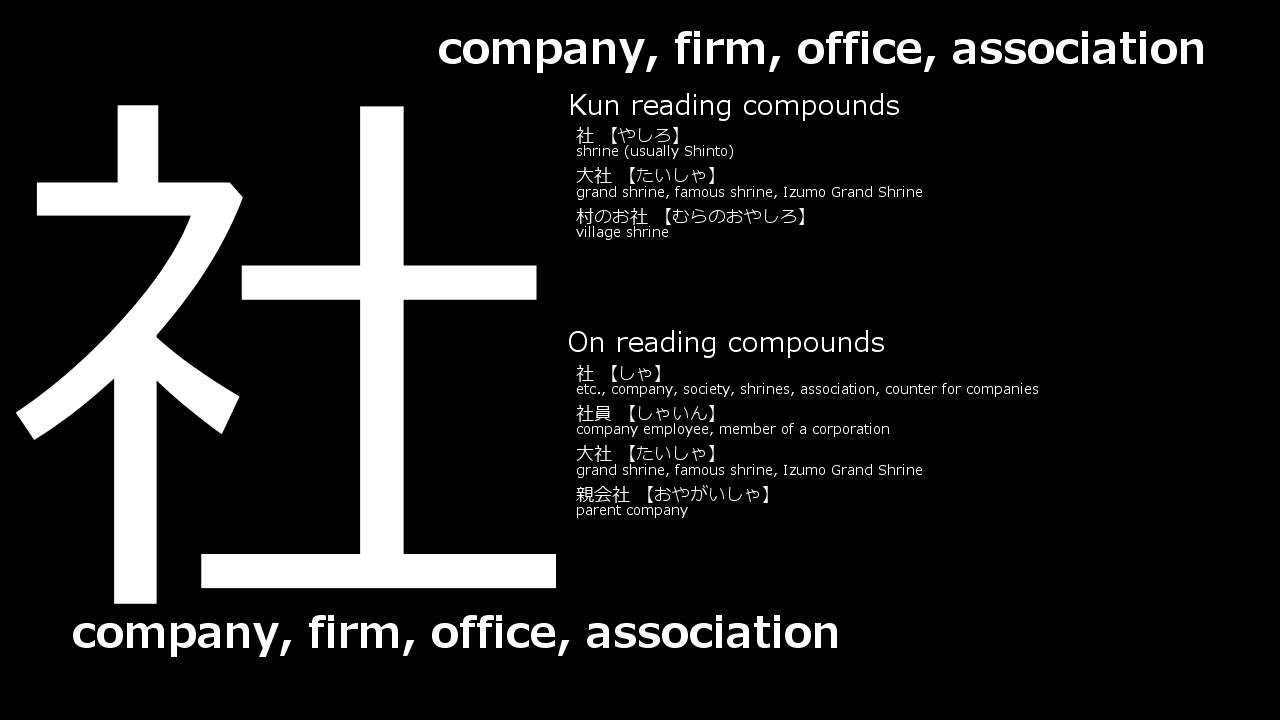 company, firm, office, association
社
Kun reading compounds
社 【やしろ】
shrine (usually Shinto)
大社 【たいしゃ】
grand shrine, famous shrine, Izumo Grand Shrine
村のお社 【むらのおやしろ】
village shrine
On reading compounds
社 【しゃ】
etc., company, society, shrines, association, counter for companies
社員 【しゃいん】
company employee, member of a corporation
大社 【たいしゃ】
grand shrine, famous shrine, Izumo Grand Shrine
親会社 【おやがいしゃ】
parent company
company, firm, office, association